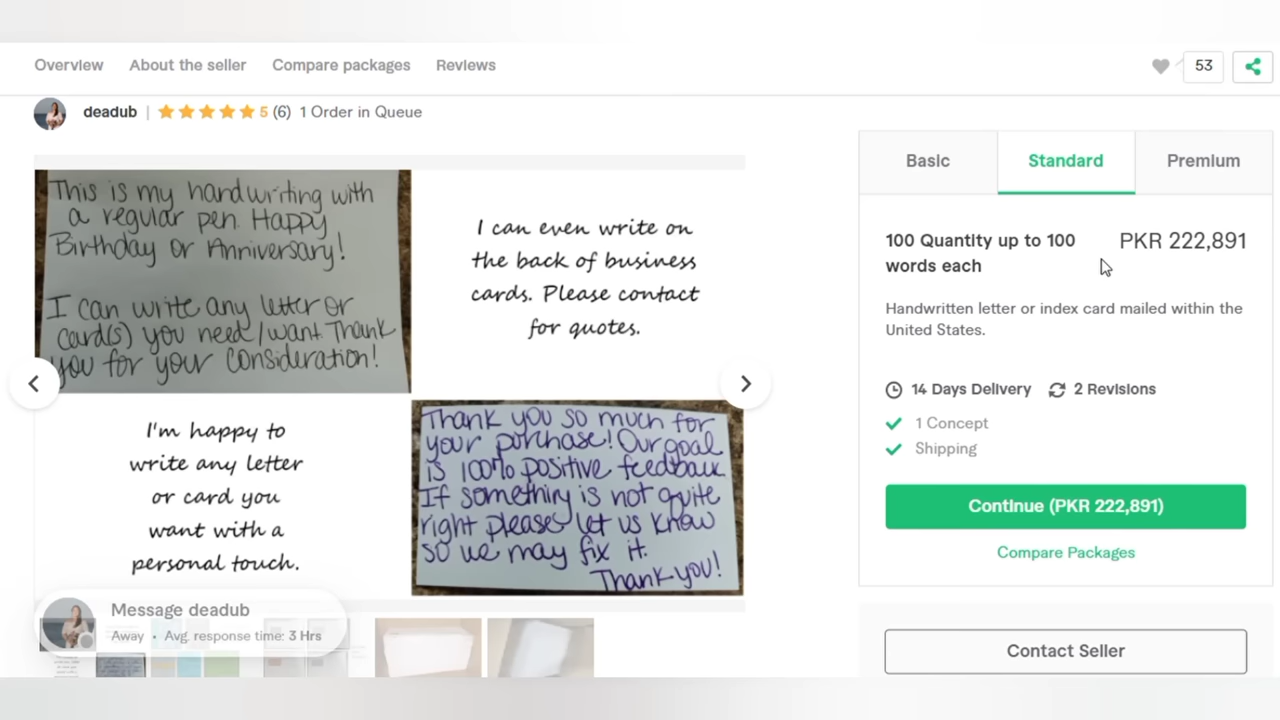 Overview About the seller Compare packages Reviews
53
deadub | 5 (6) 1 Order in Queue
This is my handwriting with
a regular pen. Happy
Birthday or Anniversary!
I can write any letter or
card(s) you need/want. Thank
you for your consideration!
I can even write on
the back of business
cards. Please contact
for quotes.
I'm happy to
write any letter
or card you
want with a
personal touch.
Thank you so much for
your purchase! Our goal
is 100% positive feedback
If something is not quite
right please let us know
so we may fix it.
Thank you!
Message deadub
Away • Avg. response time: 3 Hrs
Basic Standard Premium
100 Quantity up to 100
words each
PKR 222,891
Handwritten letter or index card mailed within the
United States.
14 Days Delivery 2 Revisions
1 Concept
Shipping
Continue (PKR 222,891)
Compare Packages
Contact Seller